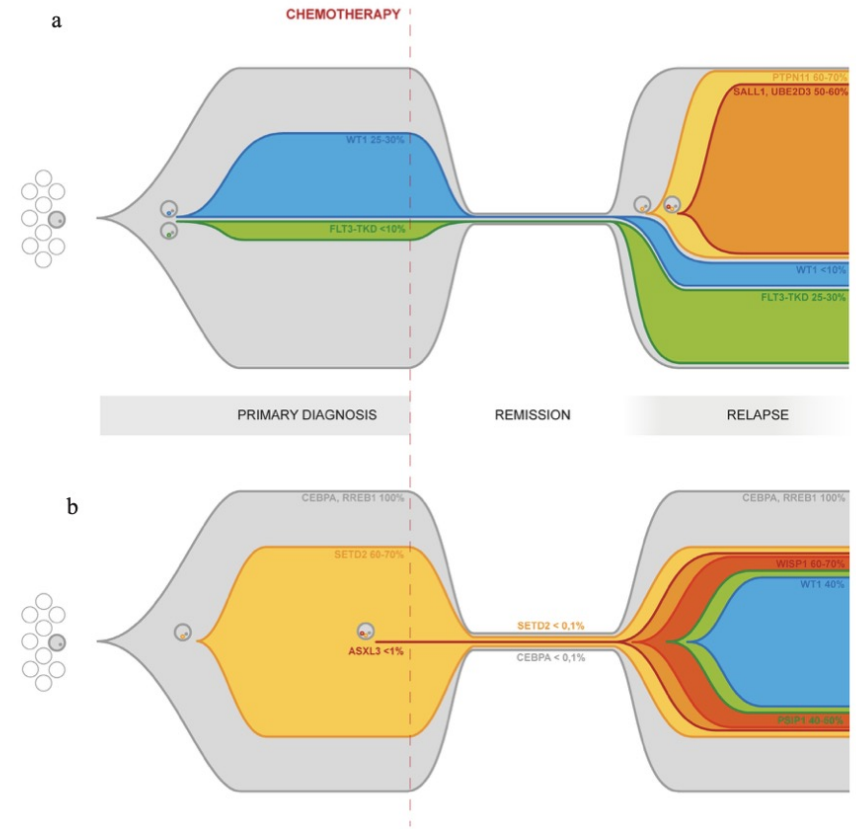 a
CHEMOTHERAPY
PTPN11 60-70%
SALL1, UBE2D3 50-60%
WT1 25-30%
FLT3-TKD <10%
WT1 <10%
FLT3-TKD 25-30%
PRIMARY DIAGNOSIS
REMISSION
RELAPSE
b
CEBPA, RREB1 100%
CEBPA, RREB1 100%
SETD2 60-70%
WISP1 60-70%
WT1 40%
SETD2 < 0,1%
ASXL3 <1%
CEBPA < 0,1%
PSIP1 40-50%